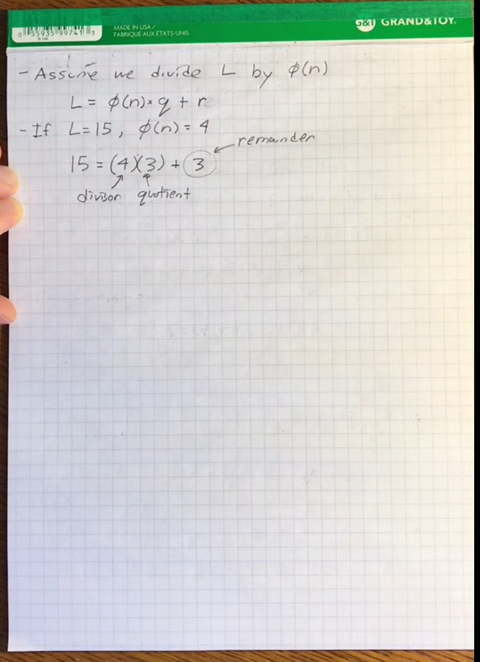 MADE IN USA /
FABRIQUÉ AUX ÉTATS-UNIS
G&T GRAND&TOY.
- Assume we divide L by φ(n)
L = φ(n)·q + r
- If L=15, φ(n) = 4
remainder
15 = (4)(3) + 3
divisor quotient